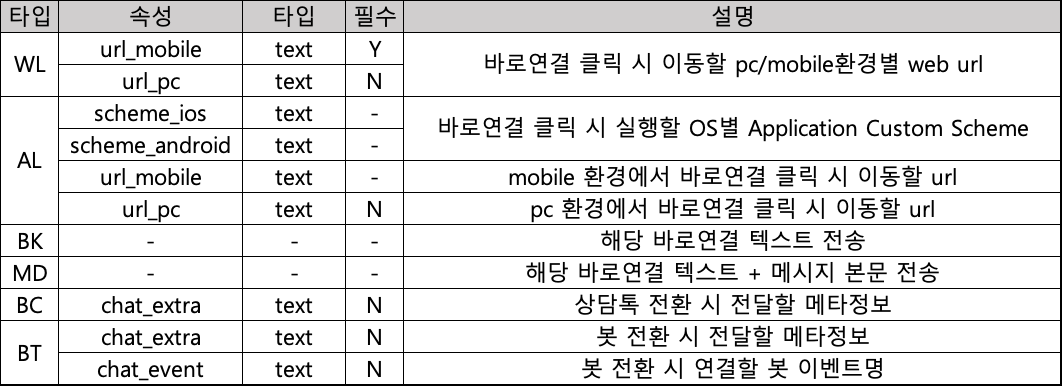 타입 속성 타입 필수 설명
WL url_mobile text Y 바로연결 클릭 시 이동할 pc/mobile환경별 web url
url_pc text N
AL scheme_ios text - 바로연결 클릭 시 실행할 OS별 Application Custom Scheme
scheme_android text -
url_mobile text - mobile 환경에서 바로연결 클릭 시 이동할 url
url_pc text N pc 환경에서 바로연결 클릭 시 이동할 url
BK - - - 해당 바로연결 텍스트 전송
MD - - - 해당 바로연결 텍스트 + 메시지 본문 전송
BC chat_extra text N 상담톡 전환 시 전달할 메타정보
BT chat_extra text N 봇 전환 시 전달할 메타정보
chat_event text N 봇 전환 시 연결할 봇 이벤트명